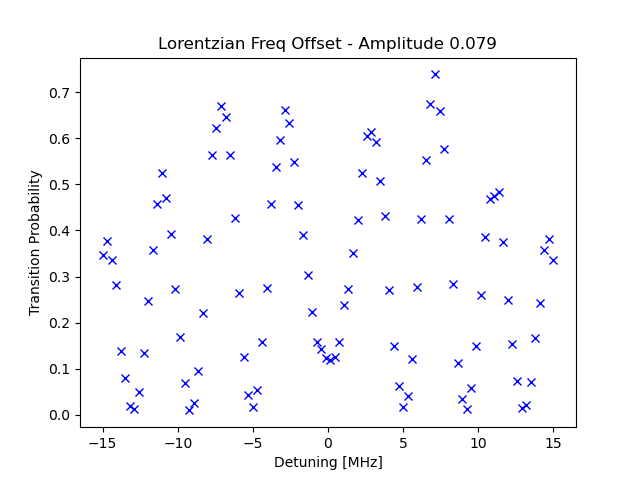 Lorentzian Freq Offset - Amplitude 0.079
Transition Probability
0.7
0.6
0.5
0.4
0.3
0.2
0.1
0.0
−15 −10 −5 0 5 10 15
Detuning [MHz]